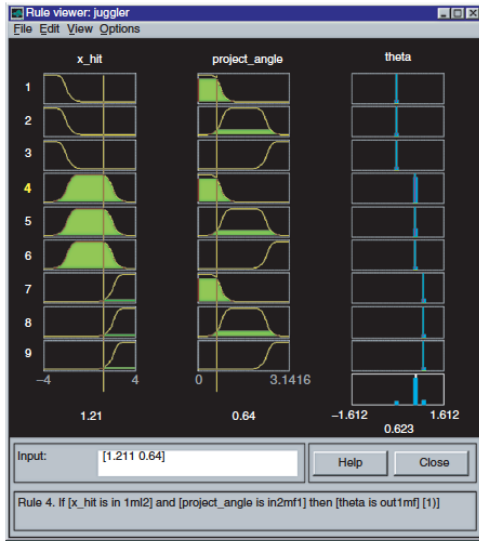 Rule viewer: juggler
File Edit View Options
x_hit project_angle theta
1
2
3
4
5
6
7
8
9
-4 4 0 3.1416
-1.612 1.612
1.21 0.64 0.623
Input: [1.211 0.64] Help Close
Rule 4. If [x_hit is in 1ml2] and [project_angle is in2mf1] then [theta is out1mf] [1)]